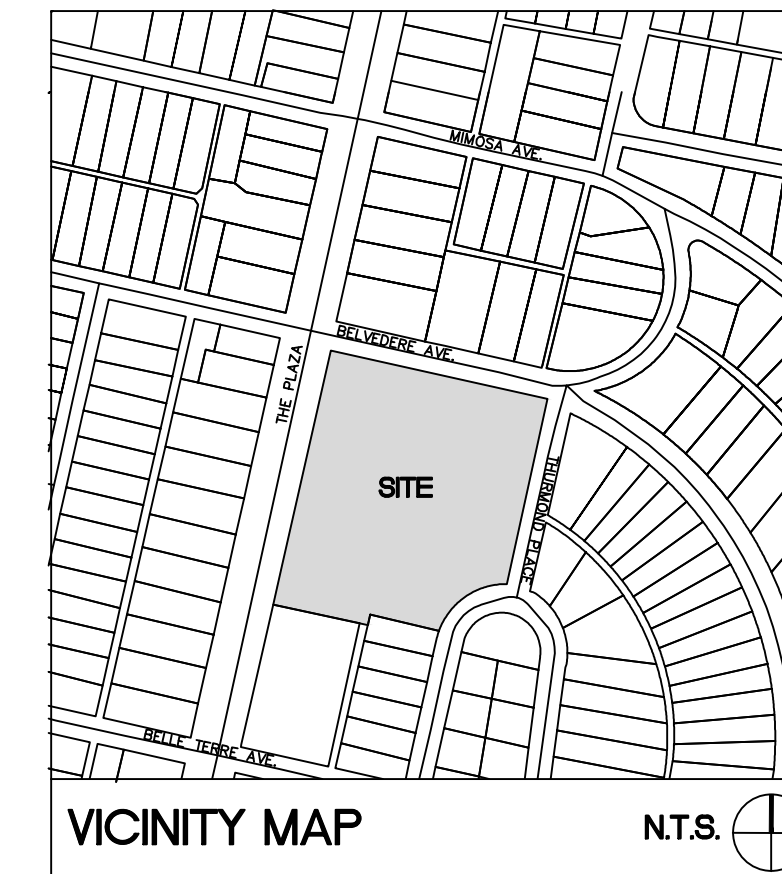 MIMOSA AVE.
BELVEDERE AVE.
THE PLAZA
THURMOND PLACE
SITE
BELLE TERRE AVE.
VICINITY MAP
N.T.S.